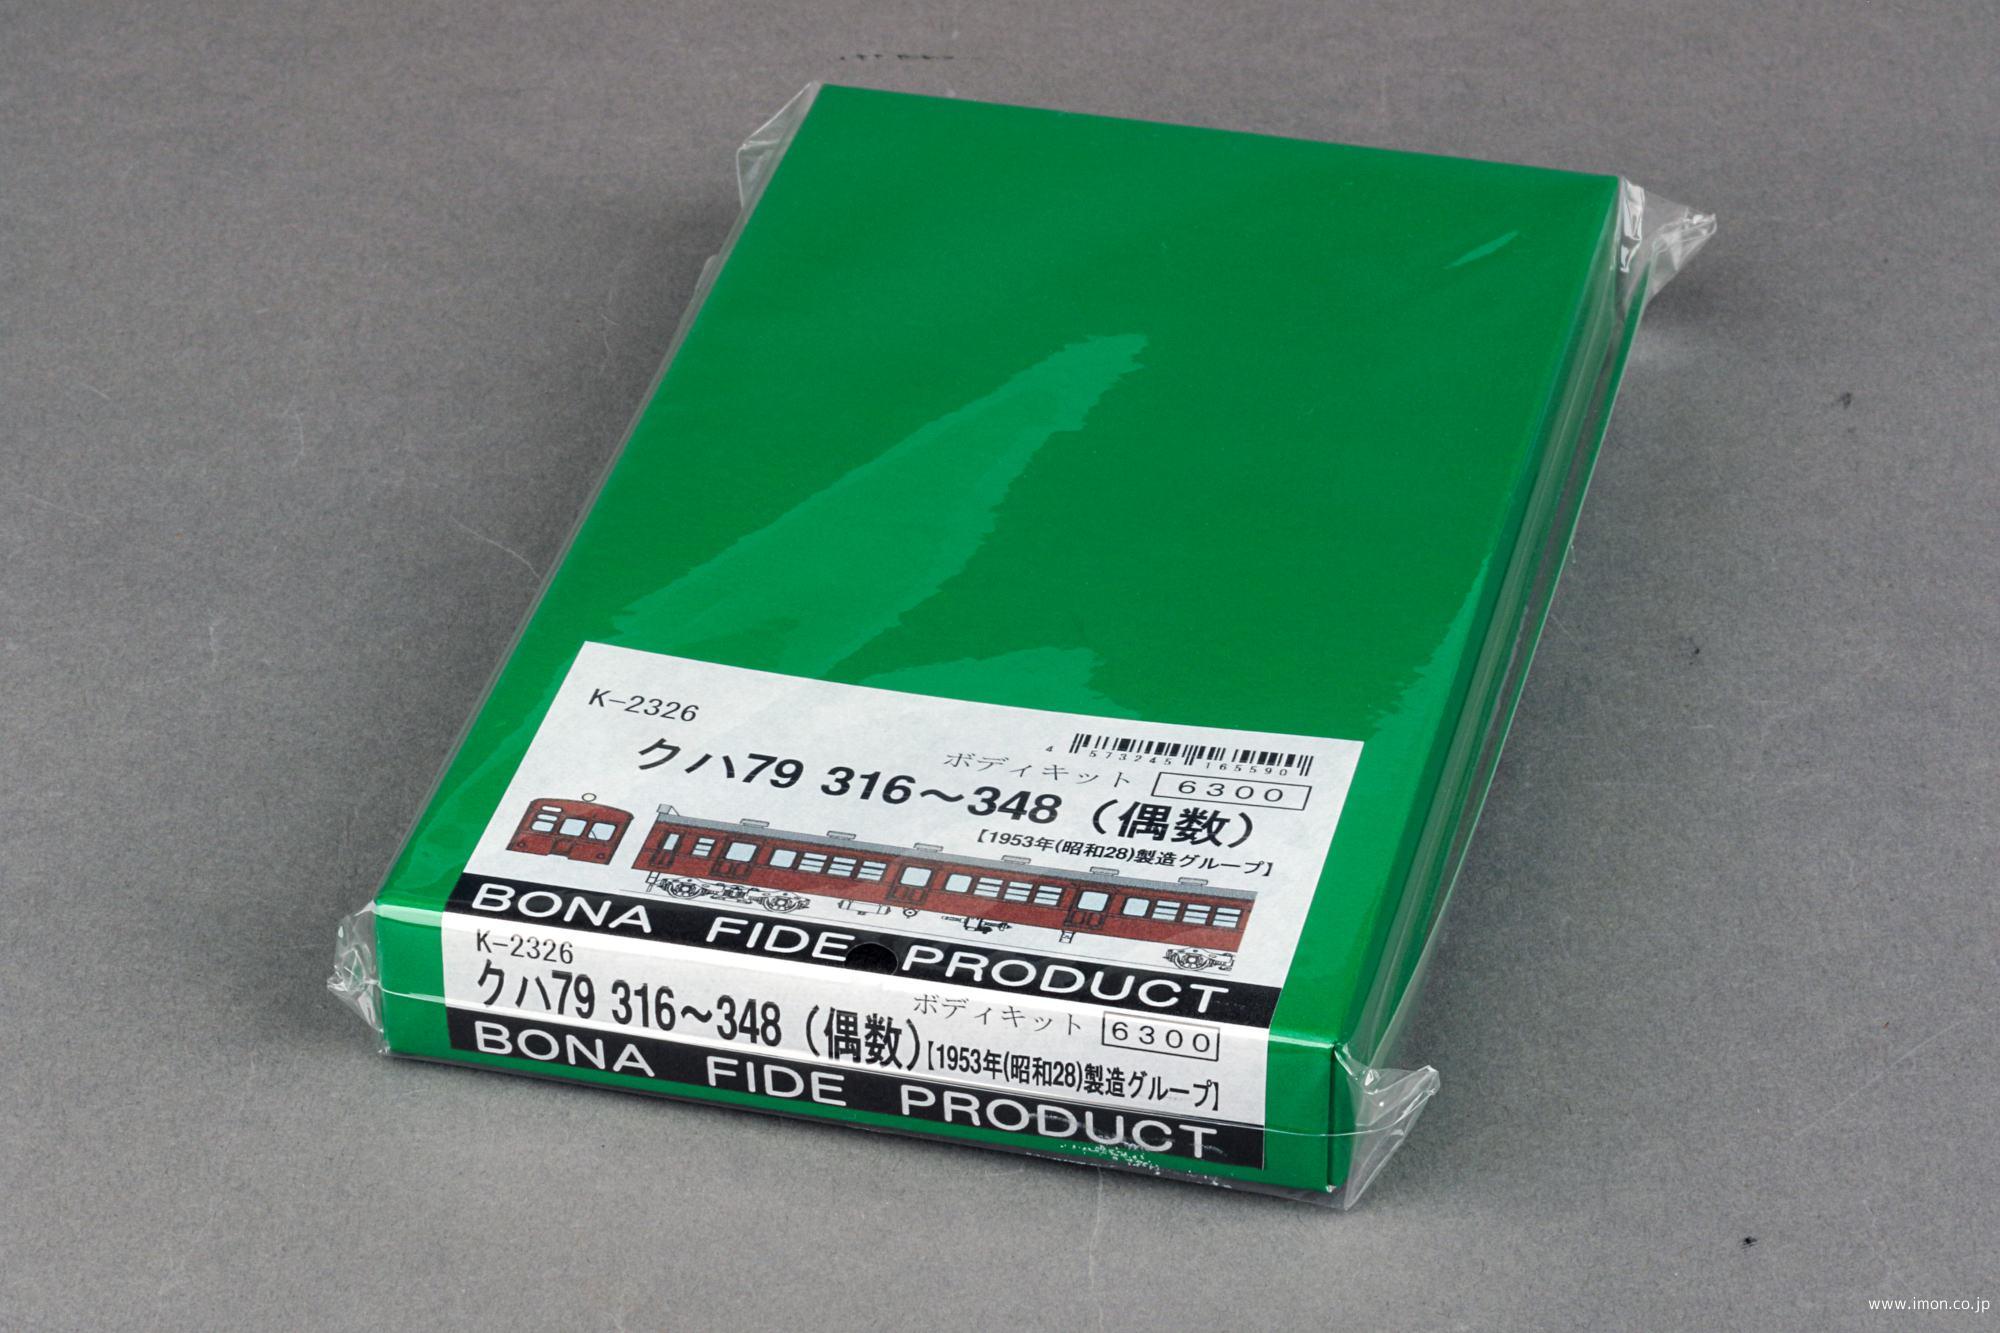 K-2326
4 573245 165590
ボディキット 6300
クハ79 316～348（偶数）
【1953年(昭和28)製造グループ】
BONA FIDE PRODUCT
K-2326
ボディキット 6300
クハ79 316～348（偶数）【1953年(昭和28)製造グループ】
BONA FIDE PRODUCT
www.imon.co.jp